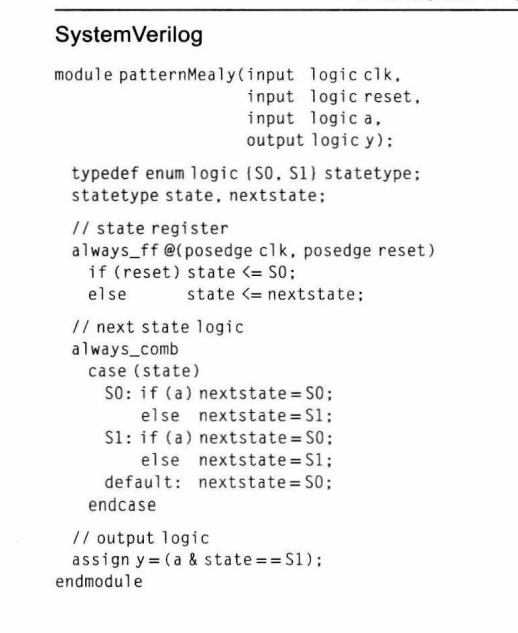 SystemVerilog
module patternMealy(input logic clk,
input logic reset,
input logic a,
output logic y);
typedef enum logic {S0, S1} statetype;
statetype state, nextstate;
// state register
always_ff @(posedge clk, posedge reset)
if (reset) state <= S0;
else state <= nextstate;
// next state logic
always_comb
case (state)
S0: if (a) nextstate = S0;
else nextstate = S1;
S1: if (a) nextstate = S0;
else nextstate = S1;
default: nextstate = S0;
endcase
// output logic
assign y = (a & state == S1);
endmodule